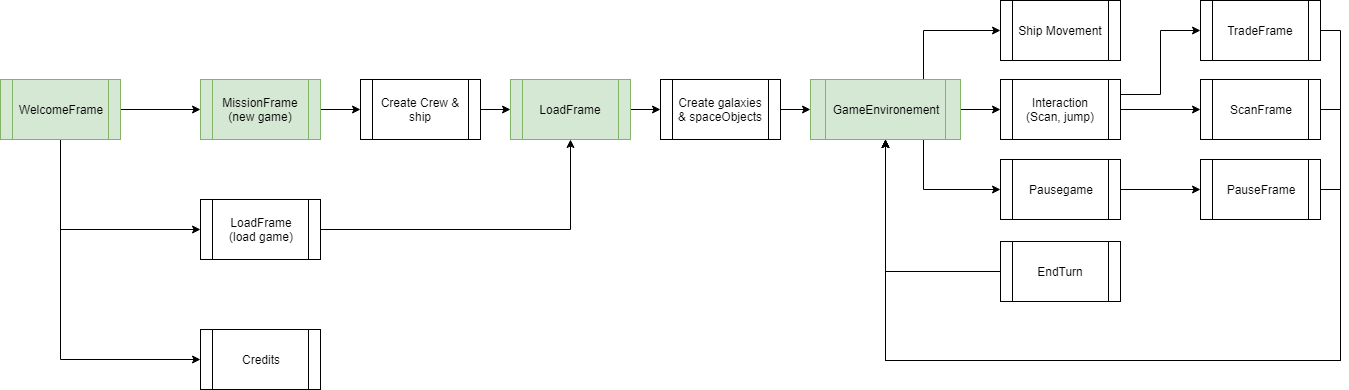 WelcomeFrame
MissionFrame
(new game)
Create Crew &
ship
LoadFrame
Create galaxies
& spaceObjects
GameEnvironement
Ship Movement
Interaction
(Scan, jump)
TradeFrame
ScanFrame
Pausegame
PauseFrame
EndTurn
LoadFrame
(load game)
Credits